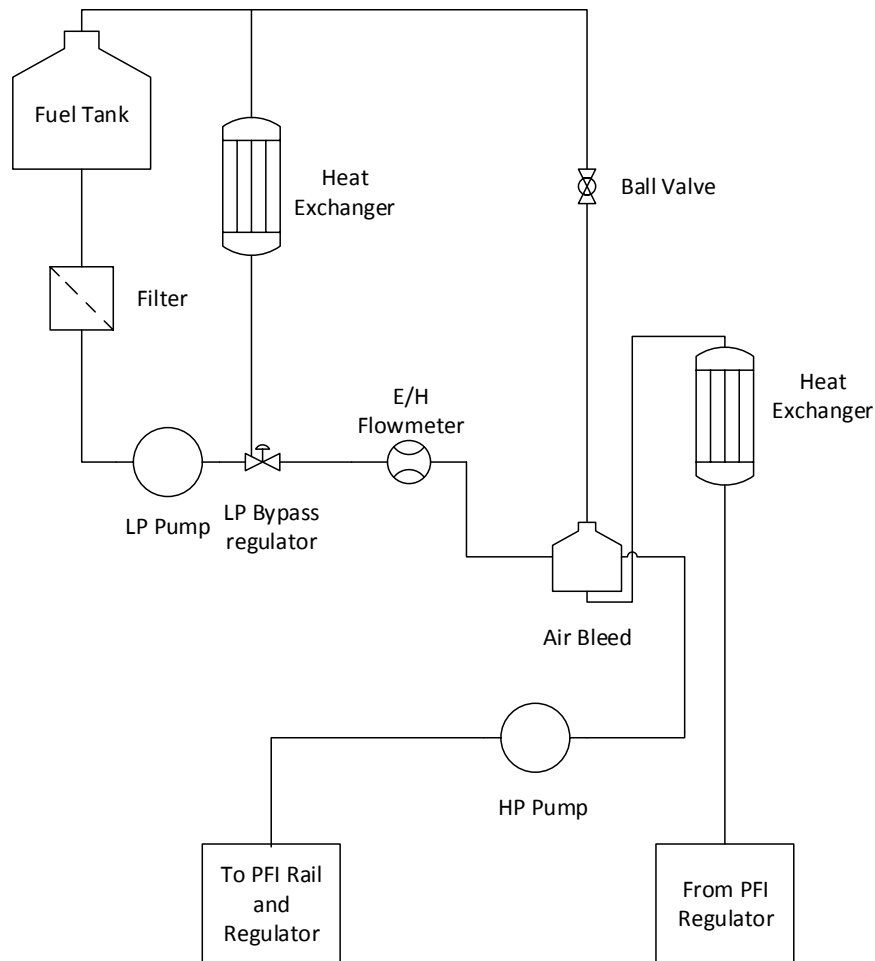 Fuel Tank
Heat
Exchanger
Ball Valve
Filter
E/H
Flowmeter
Heat
Exchanger
LP Pump
LP Bypass
regulator
Air Bleed
HP Pump
To PFI Rail
and
Regulator
From PFI
Regulator